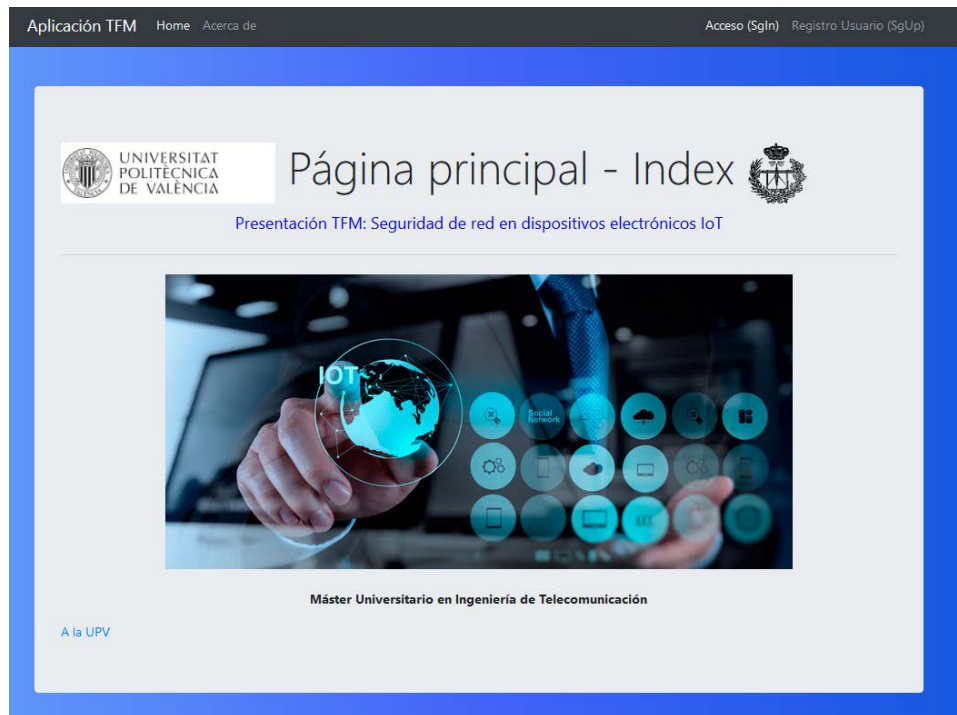 Aplicación TFM Home Acerca de Acceso (SgIn) Registro Usuario (SgUp)
UNIVERSITAT
POLITÈCNICA
DE VALÈNCIA
Página principal - Index
Presentación TFM: Seguridad de red en dispositivos electrónicos IoT
IOT
Social
Network
Máster Universitario en Ingeniería de Telecomunicación
A la UPV